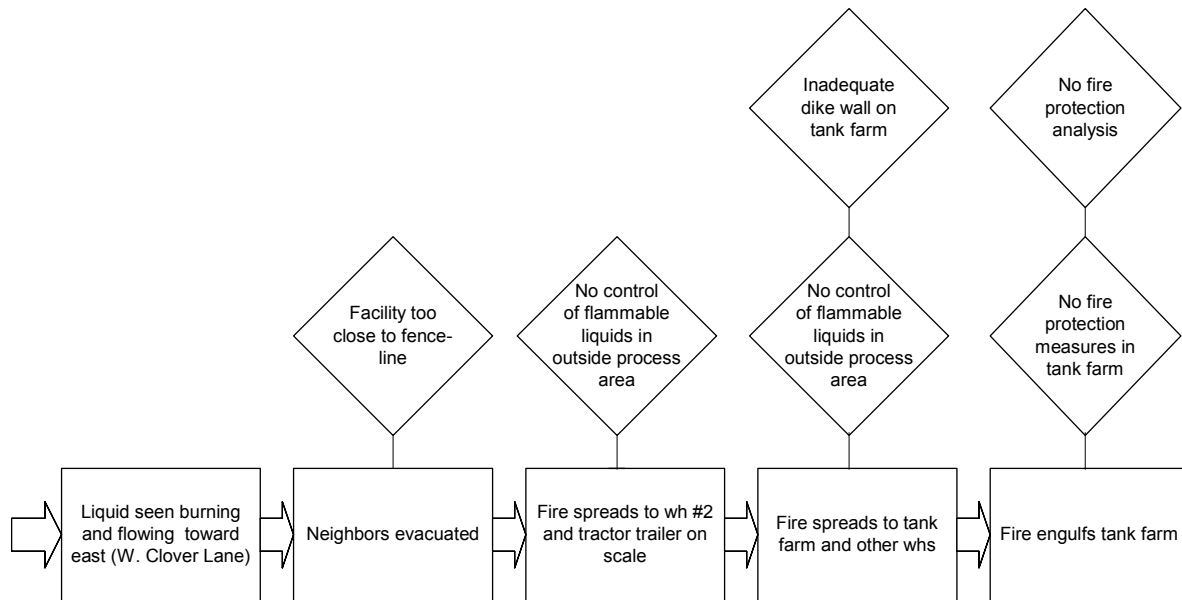 Inadequate
dike wall on
tank farm
No fire
protection
analysis
Facility too
close to fence-
line
No control
of flammable
liquids in
outside process
area
No control
of flammable
liquids in
outside process
area
No fire
protection
measures in
tank farm
Liquid seen burning
and flowing toward
east (W. Clover Lane)
Neighbors evacuated
Fire spreads to wh #2
and tractor trailer on
scale
Fire spreads to tank
farm and other whs
Fire engulfs tank farm